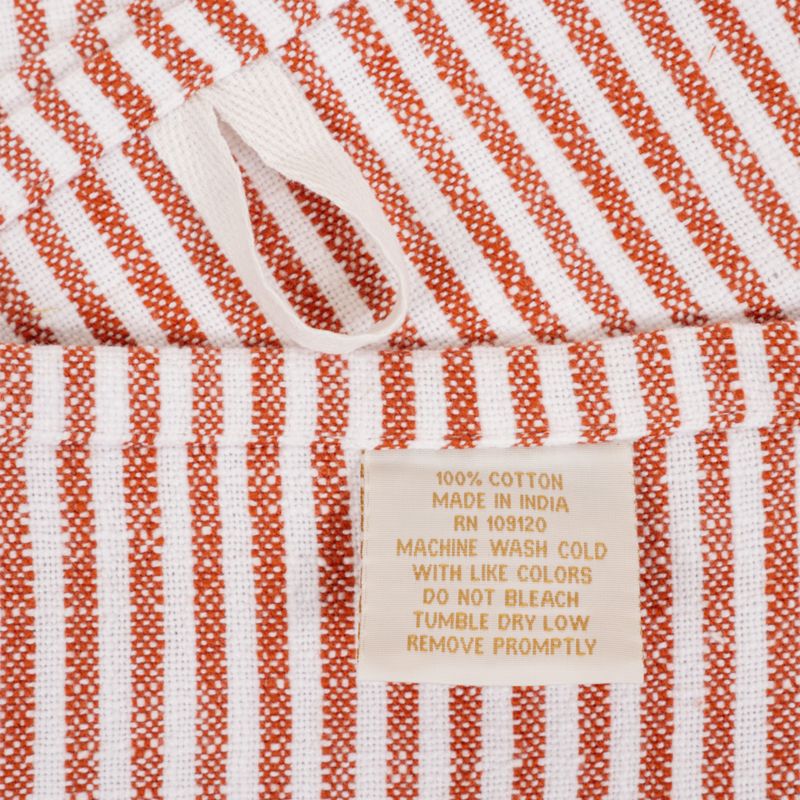 100% COTTON
MADE IN INDIA
RN 109120
MACHINE WASH COLD
WITH LIKE COLORS
DO NOT BLEACH
TUMBLE DRY LOW
REMOVE PROMPTLY